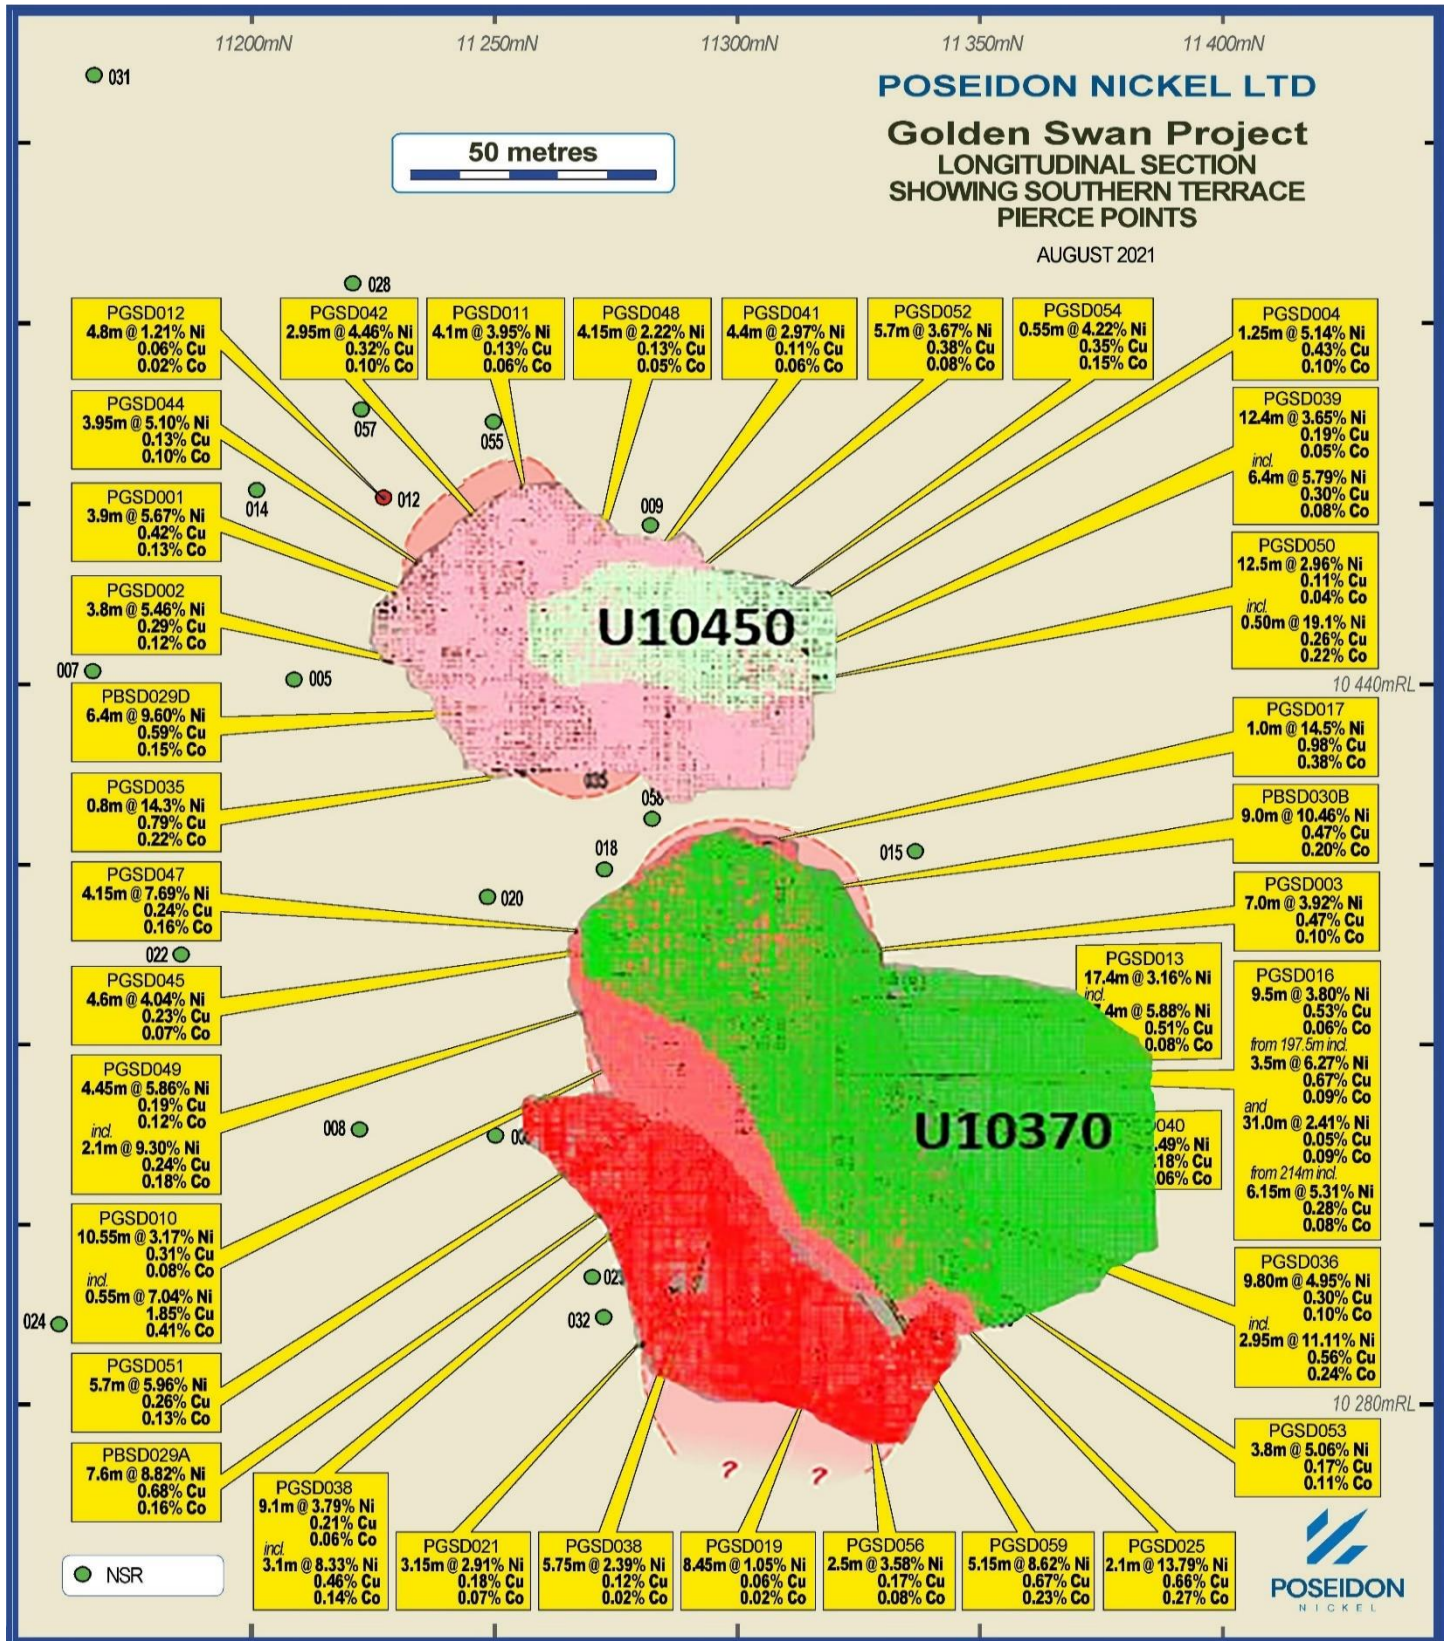 11200mN
11 250mN
11300mN
11 350mN
11 400mN
031
POSEIDON NICKEL LTD
Golden Swan Project
LONGITUDINAL SECTION
SHOWING SOUTHERN TERRACE
PIERCE POINTS
AUGUST 2021
50 metres
028
PGSD012
4.8m @ 1.21% Ni
0.06% Cu
0.02% Co
PGSD042
2.95m @ 4.46% Ni
0.32% Cu
0.10% Co
PGSD011
4.1m @ 3.95% Ni
0.13% Cu
0.06% Co
PGSD048
4.15m @ 2.22% Ni
0.13% Cu
0.05% Co
PGSD041
4.4m @ 2.97% Ni
0.11% Cu
0.06% Co
PGSD052
5.7m @ 3.67% Ni
0.38% Cu
0.08% Co
PGSD054
0.55m @ 4.22% Ni
0.35% Cu
0.15% Co
PGSD004
1.25m @ 5.14% Ni
0.43% Cu
0.10% Co
PGSD044
3.95m @ 5.10% Ni
0.13% Cu
0.10% Co
PGSD001
3.9m @ 5.67% Ni
0.42% Cu
0.13% Co
PGSD002
3.8m @ 5.46% Ni
0.29% Cu
0.12% Co
PBSD029D
6.4m @ 9.60% Ni
0.59% Cu
0.15% Co
PGSD035
0.8m @ 14.3% Ni
0.79% Cu
0.22% Co
PGSD047
4.15m @ 7.69% Ni
0.24% Cu
0.16% Co
PGSD045
4.6m @ 4.04% Ni
0.23% Cu
0.07% Co
PGSD049
4.45m @ 5.86% Ni
0.19% Cu
0.12% Co
incl.
2.1m @ 9.30% Ni
0.24% Cu
0.18% Co
PGSD010
10.55m @ 3.17% Ni
0.31% Cu
0.08% Co
incl.
0.55m @ 7.04% Ni
1.85% Cu
0.41% Co
PGSD051
5.7m @ 5.96% Ni
0.26% Cu
0.13% Co
PBSD029A
7.6m @ 8.82% Ni
0.68% Cu
0.16% Co
057
055
014
012
009
007
005
U10450
035
058
018
015
020
022
008
024
032
U10370
? ?
PGSD039
12.4m @ 3.65% Ni
0.19% Cu
0.05% Co
incl.
6.4m @ 5.79% Ni
0.30% Cu
0.08% Co
PGSD050
12.5m @ 2.96% Ni
0.11% Cu
0.04% Co
incl.
0.50m @ 19.1% Ni
0.26% Cu
0.22% Co
10 440mRL
PGSD017
1.0m @ 14.5% Ni
0.98% Cu
0.38% Co
PBSD030B
9.0m @ 10.46% Ni
0.47% Cu
0.20% Co
PGSD003
7.0m @ 3.92% Ni
0.47% Cu
0.10% Co
PGSD013
17.4m @ 3.16% Ni
incl.
.4m @ 5.88% Ni
0.51% Cu
0.08% Co
040
.49% Ni
.18% Cu
.06% Co
PGSD016
9.5m @ 3.80% Ni
0.53% Cu
0.06% Co
from 197.5m incl.
3.5m @ 6.27% Ni
0.67% Cu
0.09% Co
and
31.0m @ 2.41% Ni
0.05% Cu
0.09% Co
from 214m incl.
6.15m @ 5.31% Ni
0.28% Cu
0.08% Co
PGSD036
9.80m @ 4.95% Ni
0.30% Cu
0.10% Co
incl.
2.95m @ 11.11% Ni
0.56% Cu
0.24% Co
10 280mRL
PGSD053
3.8m @ 5.06% Ni
0.17% Cu
0.11% Co
PGSD038
9.1m @ 3.79% Ni
0.21% Cu
0.06% Co
incl.
3.1m @ 8.33% Ni
0.46% Cu
0.14% Co
PGSD021
3.15m @ 2.91% Ni
0.18% Cu
0.07% Co
PGSD038
5.75m @ 2.39% Ni
0.12% Cu
0.02% Co
PGSD019
8.45m @ 1.05% Ni
0.06% Cu
0.02% Co
PGSD056
2.5m @ 3.58% Ni
0.17% Cu
0.08% Co
PGSD059
5.15m @ 8.62% Ni
0.67% Cu
0.23% Co
PGSD025
2.1m @ 13.79% Ni
0.66% Cu
0.27% Co
NSR
POSEIDON
NICKEL